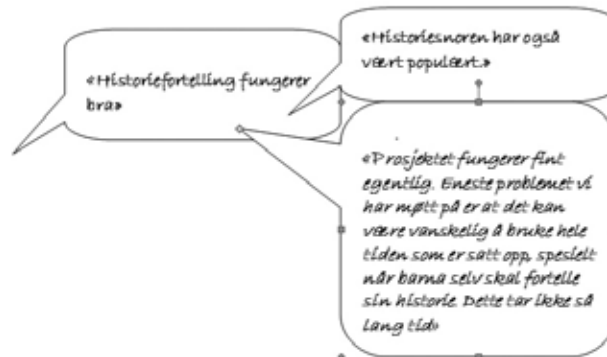 «Historiefortelling fungerer
bra»
«Historiesnoren har også
vært populært.»
«Prosjektet fungerer fint
egentlig. Eneste problemet vi
har møtt på er at det kan
være vanskelig å bruke hele
tiden som er satt opp, spesielt
når barna selv skal fortelle
sin historie. Dette tar ikke så
lang tid»